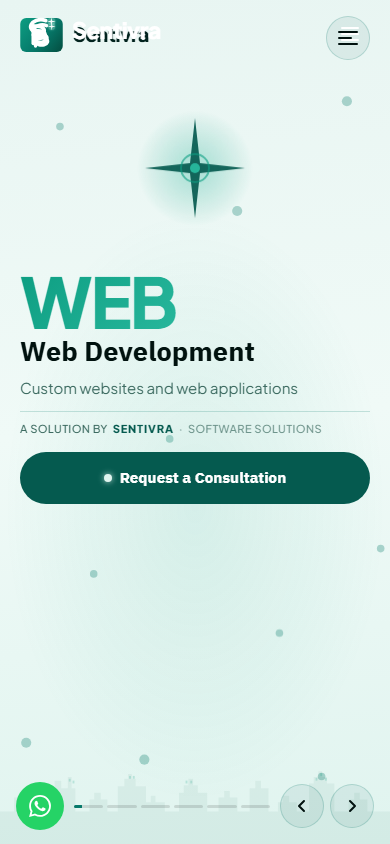 Sentivra
WEB
Web Development
Custom websites and web applications
A SOLUTION BY SENTIVRA · SOFTWARE SOLUTIONS
Request a Consultation